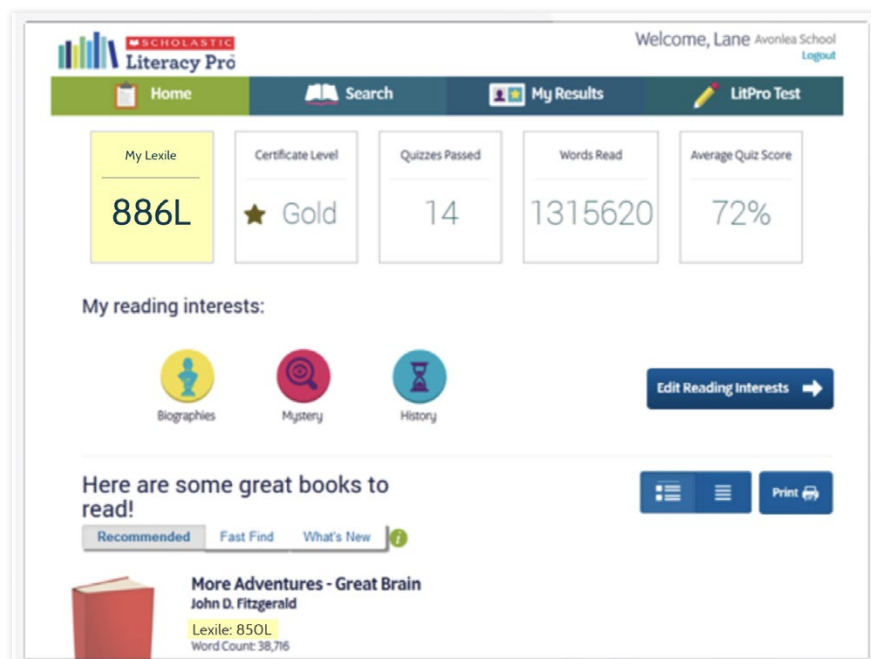 Welcome, Lane Avonlea School
SCHOLASTIC
Literacy Pro
Logout
Home Search My Results LitPro Test
My Lexile Certificate Level Quizzes Passed Words Read Average Quiz Score
886L Gold 14 1315620 72%
My reading interests:
Edit Reading Interests
Biographies Mystery History
Here are some great books to
read!
Print
Recommended Fast Find What's New i
More Adventures - Great Brain
John D. Fitzgerald
Lexile: 850L
Word Count: 38,716